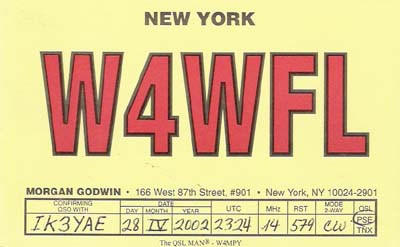 NEW YORK
W4WFL
MORGAN GODWIN • 166 West 87th Street, #901 • New York, NY 10024-2901
CONFIRMING QSO WITH DATE UTC MHz RST MODE 2-WAY QSL
DAY MONTH YEAR PSE
IK3YAE 28 IV 2002 2324 14 579 CW TNX
The QSL MAN® - W4MPY